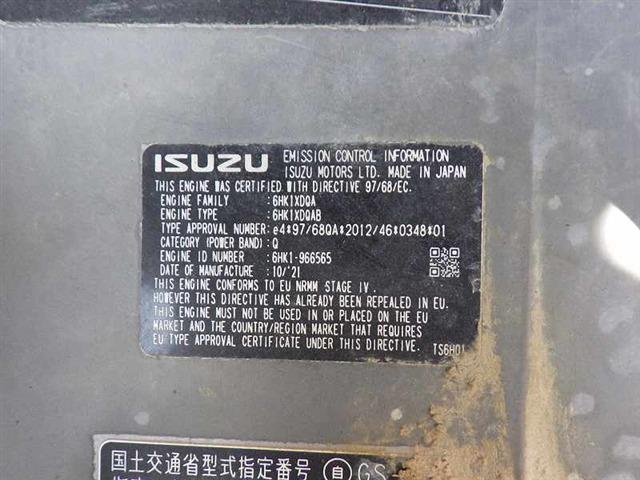 ISUZU EMISSION CONTROL INFORMATION
ISUZU MOTORS LTD. MADE IN JAPAN
THIS ENGINE WAS CERTIFIED WITH DIRECTIVE 97/68/EC.
ENGINE FAMILY : 6HK1XDQA
ENGINE TYPE : 6HK1XDQAB
TYPE APPROVAL NUMBER: e4*97/68QA*2012/46*0348*01
CATEGORY (POWER BAND): Q
ENGINE ID : 6HK1-966565
DATE OF MANUFACTURE : 10/'21
THIS ENGINE CONFORMS TO EU NRMM STAGE IV.
HOWEVER THIS DIRECTIVE HAS ALREADY BEEN REPEALED IN EU.
THIS ENGINE MUST NOT BE USED IN OR PLACED ON THE EU
MARKET AND THE COUNTRY/REGION MARKET THAT REQUIRES
EU TYPE APPROVAL CERTIFICATE UNDER THIS DIRECTIVE. TS6H01
国土交通省型式指定番号 自 GS-